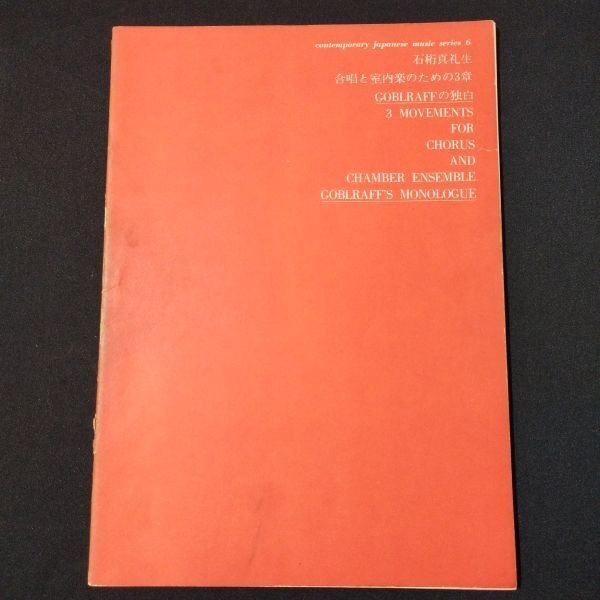 contemporary japanese music series 6
石桁真礼生
合唱と室内楽のための3章
GOBLRAFFの独白
3 MOVEMENTS
FOR
CHORUS
AND
CHAMBER ENSEMBLE
GOBLRAFF'S MONOLOGUE